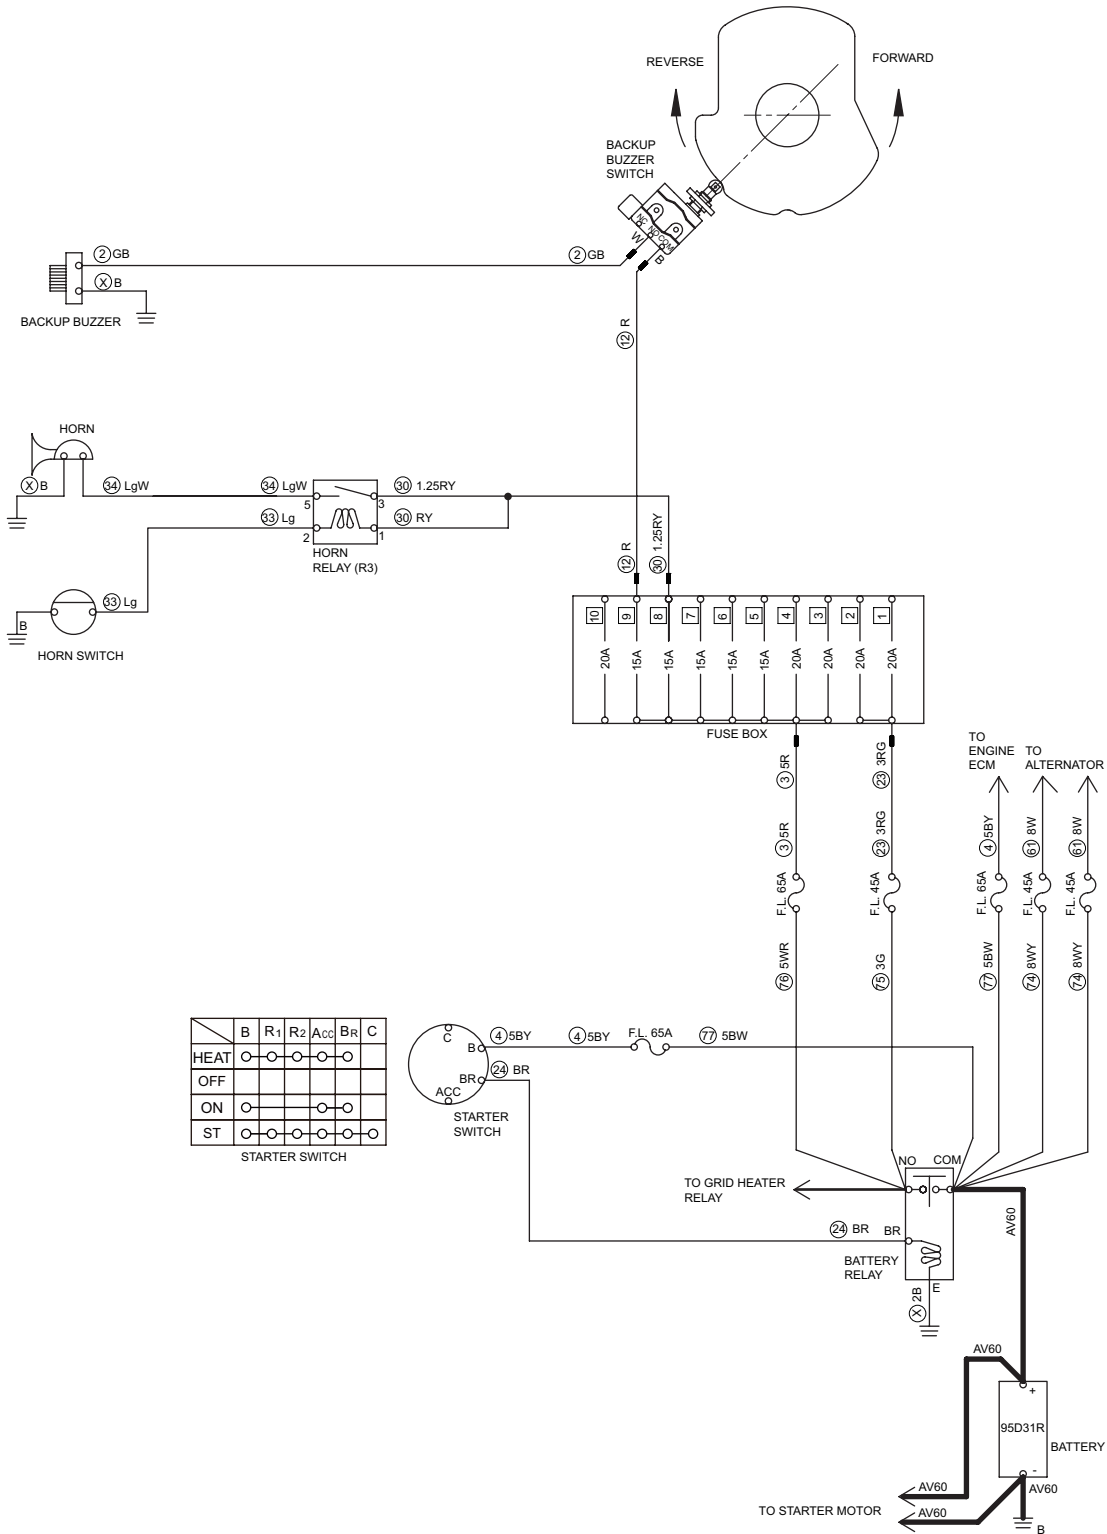 REVERSE
FORWARD
BACKUP
BUZZER
SWITCH
NC
NO
COM
W
B
2 GB
2 GB
X B
BACKUP BUZZER
12 R
HORN
X B
34 LgW
34 LgW
30 1.25RY
5
3
33 Lg
30 RY
2
1
HORN
RELAY (R3)
12 R
30 1.25RY
33 Lg
B
HORN SWITCH
10
9
8
7
6
5
4
3
2
1
20A
15A
15A
15A
15A
15A
20A
20A
20A
20A
FUSE BOX
TO
ENGINE
ECM
TO
ALTERNATOR
3 5R
23 3RG
3 5R
23 3RG
4 5BY
61 8W
61 8W
F.L. 65A
F.L. 45A
F.L. 65A
F.L. 45A
F.L. 45A
76 5WR
75 3G
77 5BW
74 8WY
74 8WY
B R1 R2 ACC BR C
HEAT
OFF
ON
ST
STARTER SWITCH
C
B
BR
ACC
4 5BY
4 5BY
F.L. 65A
77 5BW
24 BR
STARTER
SWITCH
NO
COM
TO GRID HEATER
RELAY
AV60
24 BR
BR
BATTERY
RELAY
E
X 2B
AV60
+
95D31R
BATTERY
-
AV60
AV60
AV60
TO STARTER MOTOR
B